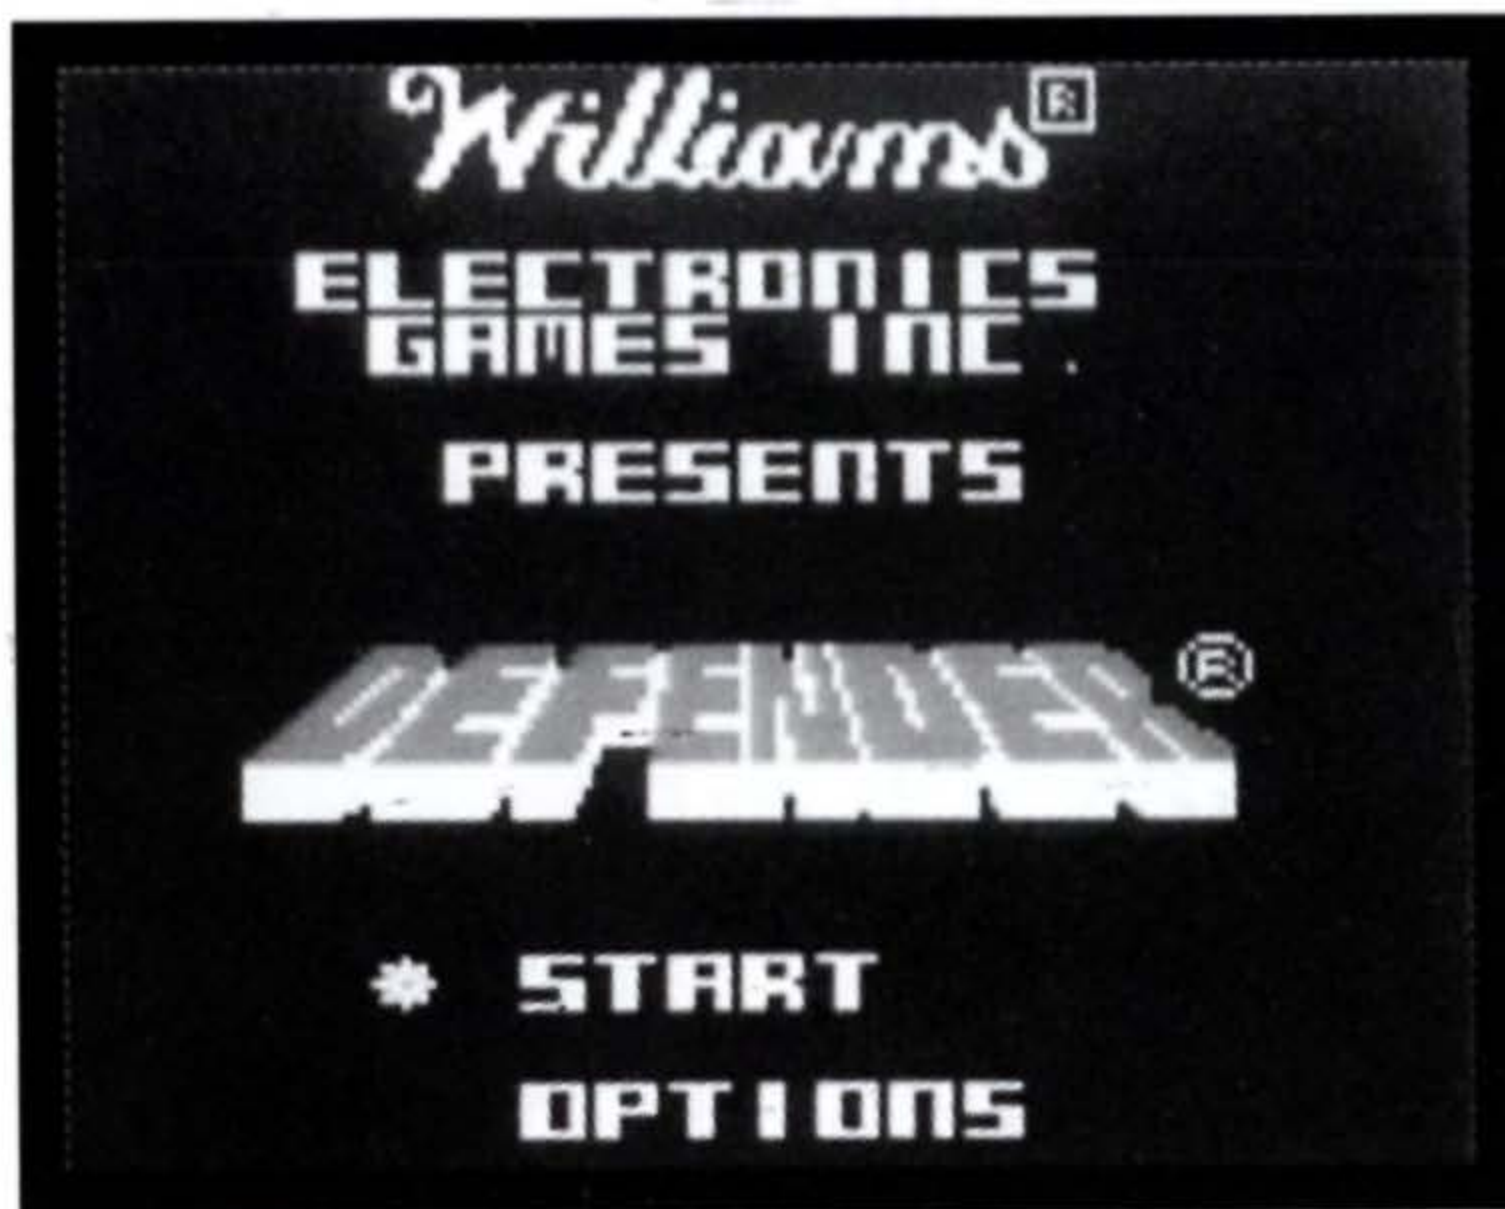 Williams®
ELECTRONICS
GAMES INC.
PRESENTS
DEFENDER®
* START
OPTIONS